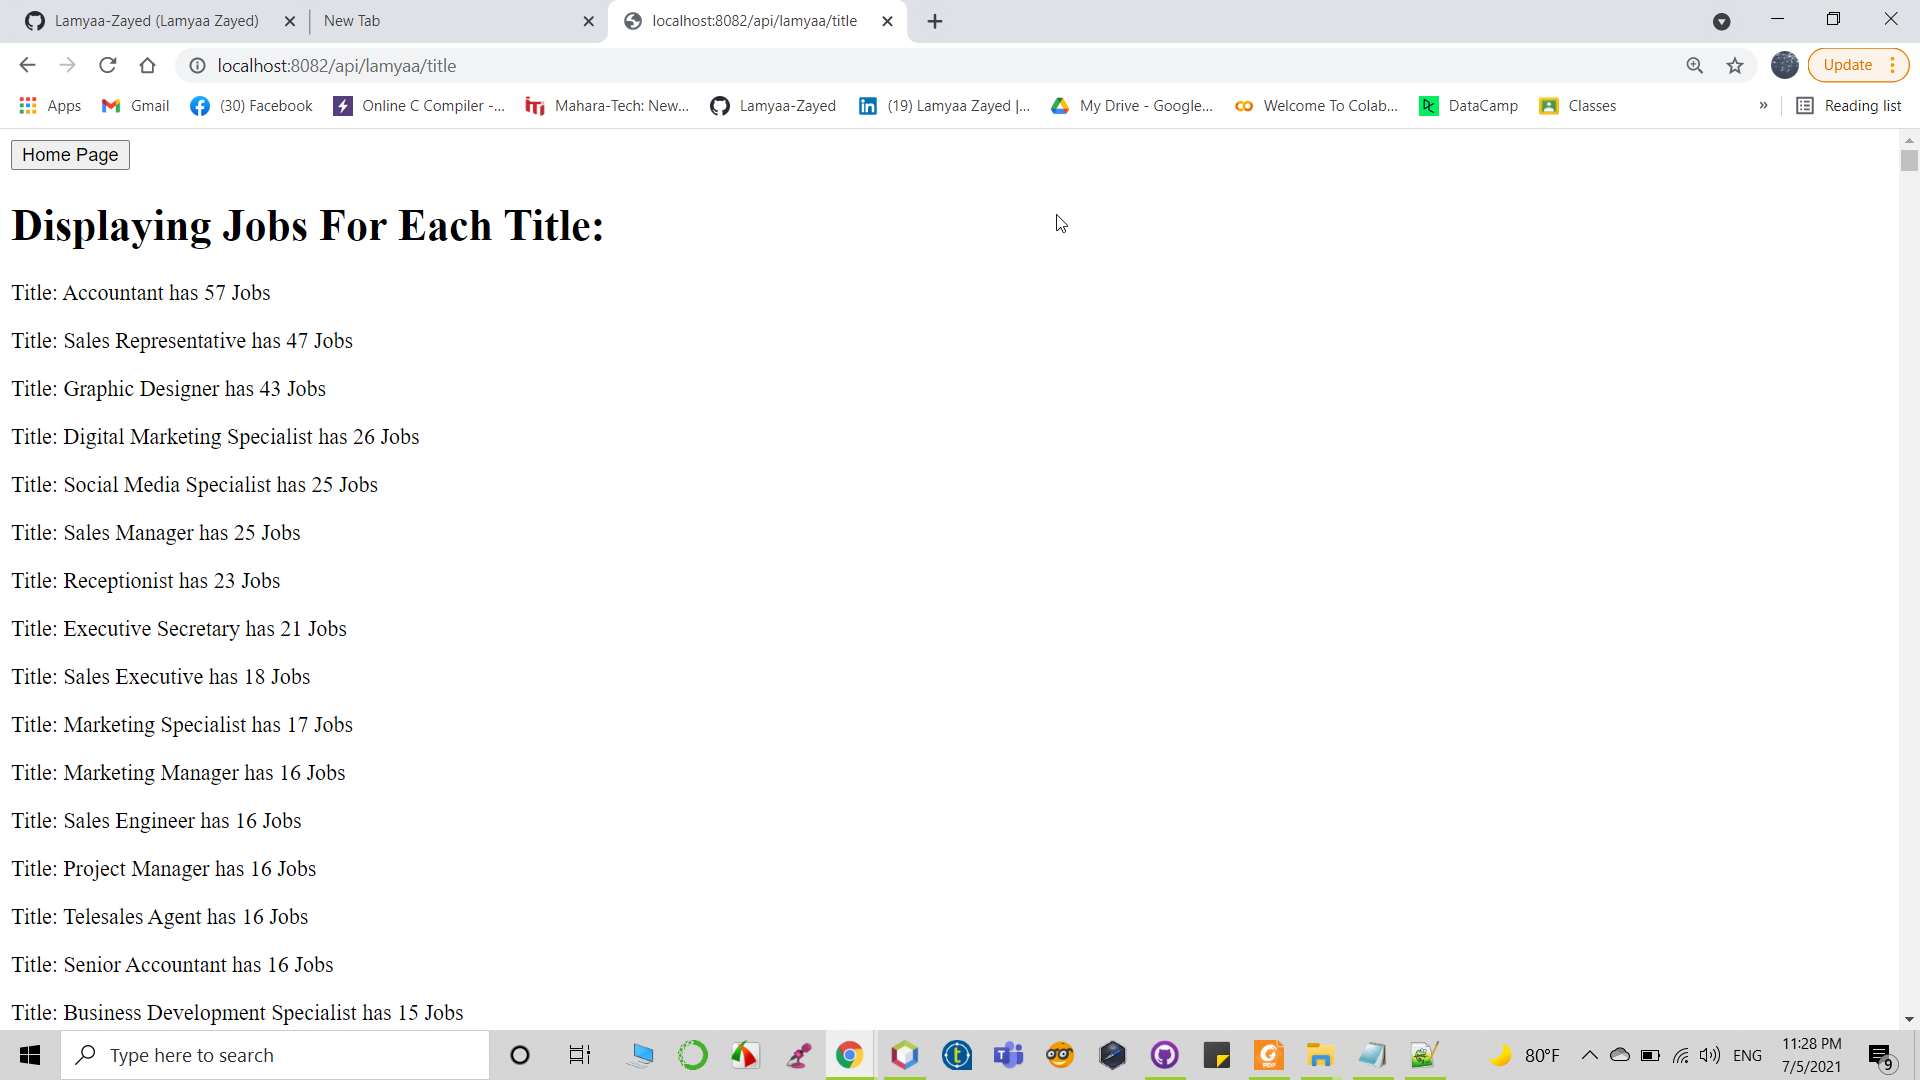 Lamyaa-Zayed (Lamyaa Zayed)
New Tab
localhost:8082/api/lamyaa/title
localhost:8082/api/lamyaa/title
Update
Apps
Gmail
(30) Facebook
Online C Compiler -...
Mahara-Tech: New...
Lamyaa-Zayed
(19) Lamyaa Zayed |...
My Drive - Google...
Welcome To Colab...
DataCamp
Classes
»
Reading list
Home Page
Displaying Jobs For Each Title:
Title: Accountant has 57 Jobs
Title: Sales Representative has 47 Jobs
Title: Graphic Designer has 43 Jobs
Title: Digital Marketing Specialist has 26 Jobs
Title: Social Media Specialist has 25 Jobs
Title: Sales Manager has 25 Jobs
Title: Receptionist has 23 Jobs
Title: Executive Secretary has 21 Jobs
Title: Sales Executive has 18 Jobs
Title: Marketing Specialist has 17 Jobs
Title: Marketing Manager has 16 Jobs
Title: Sales Engineer has 16 Jobs
Title: Project Manager has 16 Jobs
Title: Telesales Agent has 16 Jobs
Title: Senior Accountant has 16 Jobs
Title: Business Development Specialist has 15 Jobs
Type here to search
80°F
ENG
11:28 PM
7/5/2021
9